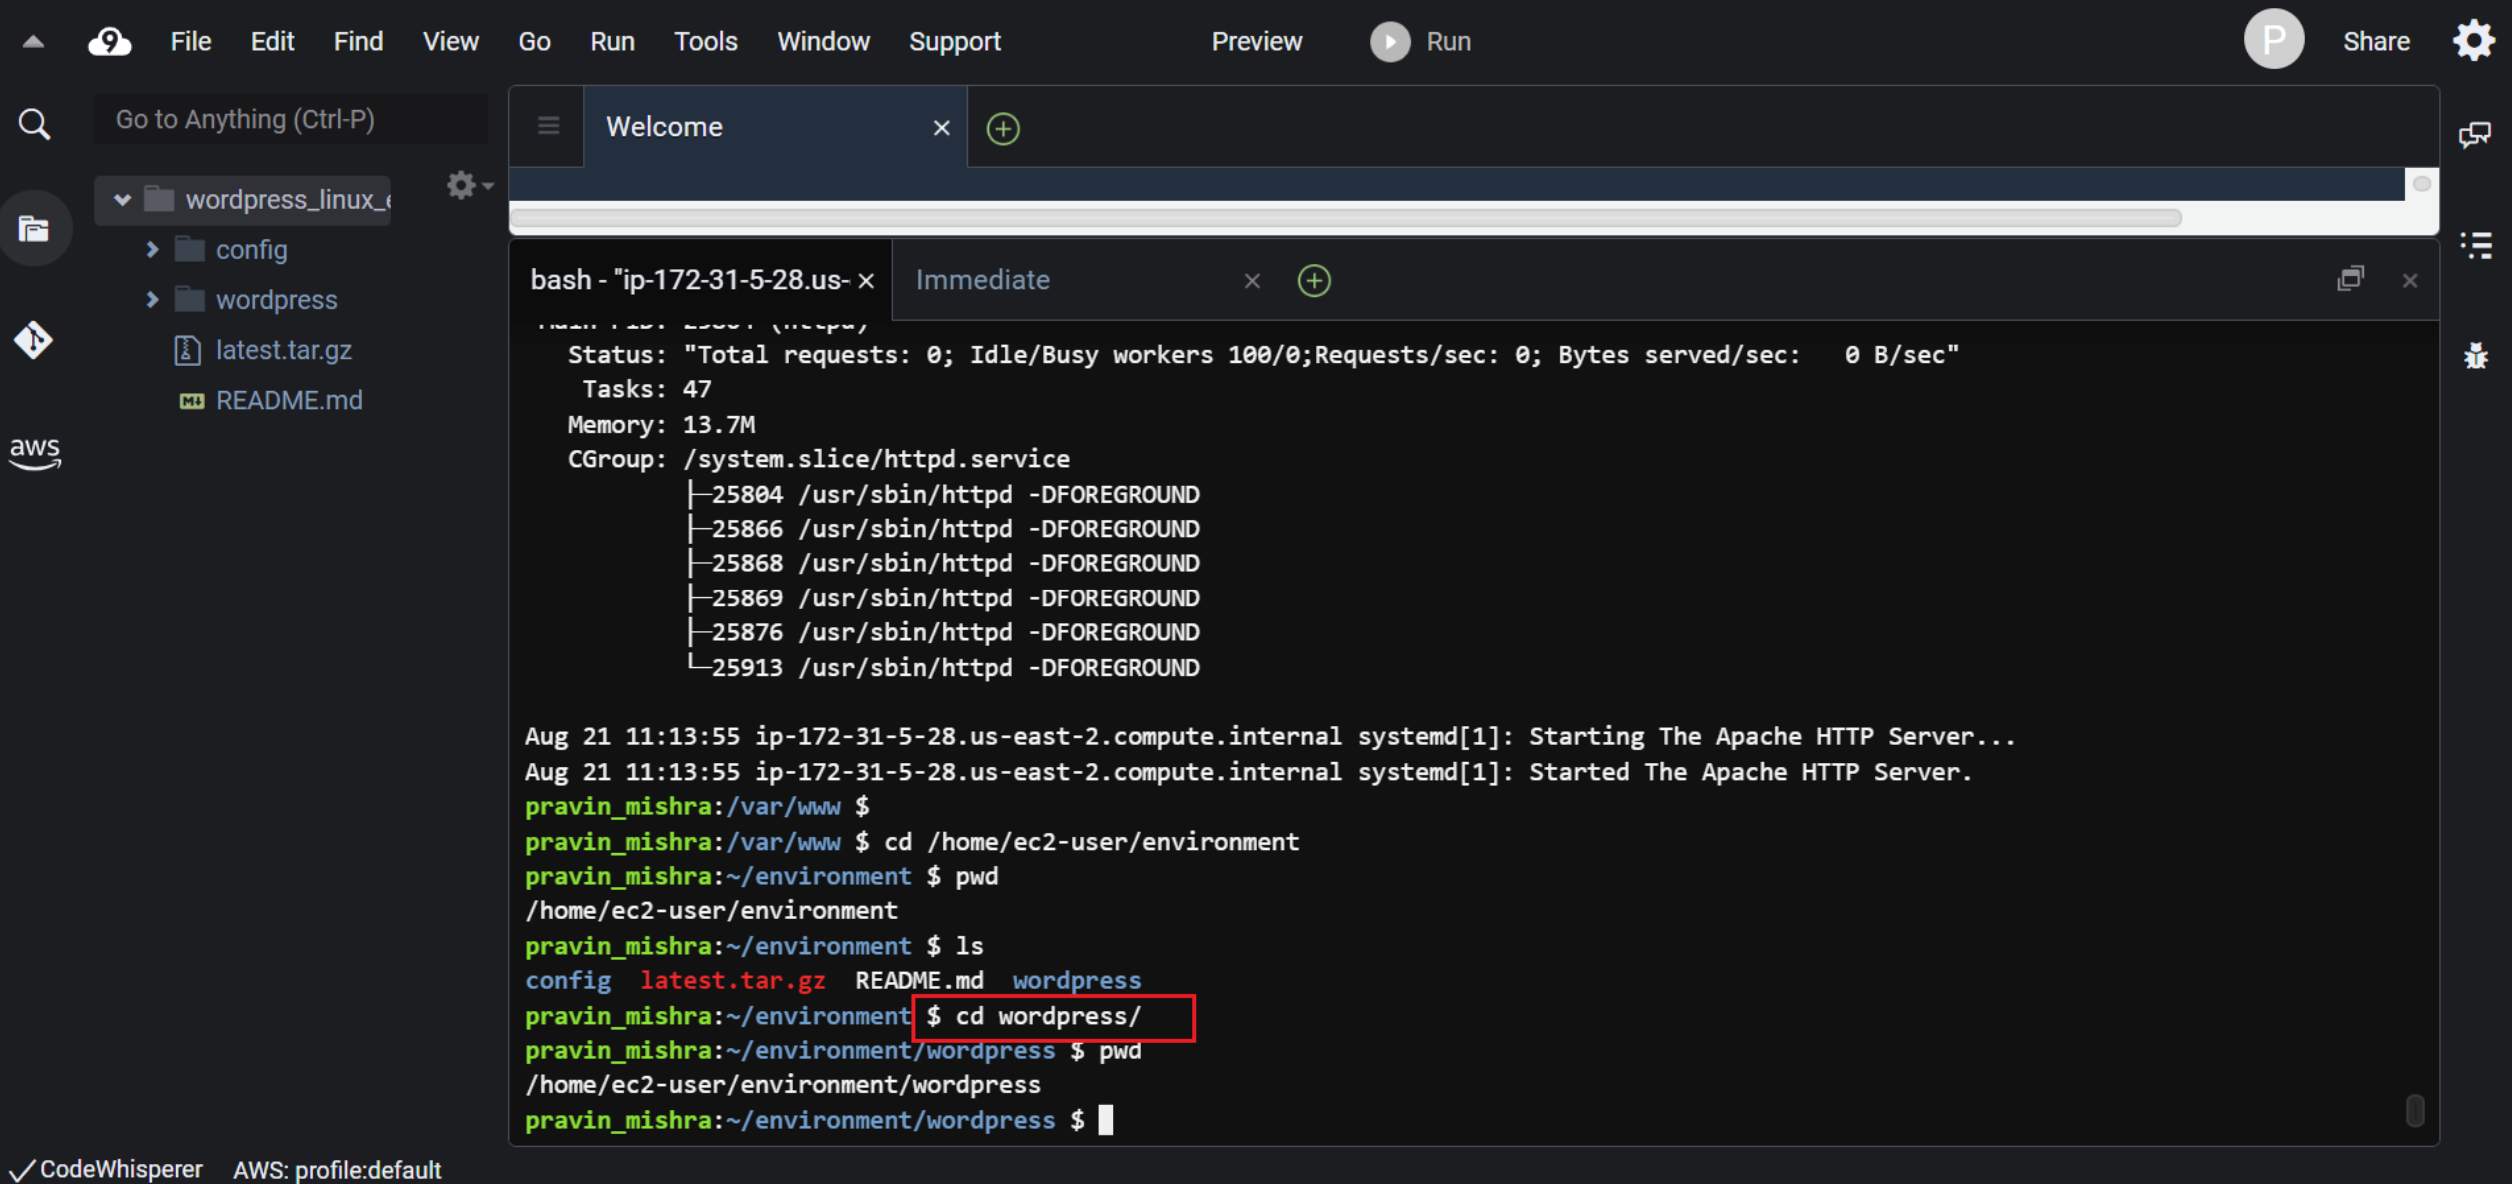 9 File Edit Find View Go Run Tools Window Support Preview Run P Share
Go to Anything (Ctrl-P)
wordpress_linux_
config
wordpress
latest.tar.gz
README.md
aws
Welcome
bash - "ip-172-31-5-28.us- Immediate
Status: "Total requests: 0; Idle/Busy workers 100/0;Requests/sec: 0; Bytes served/sec:   0 B/sec"
Tasks: 47
Memory: 13.7M
CGroup: /system.slice/httpd.service
├─25804 /usr/sbin/httpd -DFOREGROUND
├─25866 /usr/sbin/httpd -DFOREGROUND
├─25868 /usr/sbin/httpd -DFOREGROUND
├─25869 /usr/sbin/httpd -DFOREGROUND
├─25876 /usr/sbin/httpd -DFOREGROUND
└─25913 /usr/sbin/httpd -DFOREGROUND
Aug 21 11:13:55 ip-172-31-5-28.us-east-2.compute.internal systemd[1]: Starting The Apache HTTP Server...
Aug 21 11:13:55 ip-172-31-5-28.us-east-2.compute.internal systemd[1]: Started The Apache HTTP Server.
pravin_mishra:/var/www $
pravin_mishra:/var/www $ cd /home/ec2-user/environment
pravin_mishra:~/environment $ pwd
/home/ec2-user/environment
pravin_mishra:~/environment $ ls
config  latest.tar.gz  README.md  wordpress
pravin_mishra:~/environment $ cd wordpress/
pravin_mishra:~/environment/wordpress $ pwd
/home/ec2-user/environment/wordpress
pravin_mishra:~/environment/wordpress $
CodeWhisperer AWS: profile:default